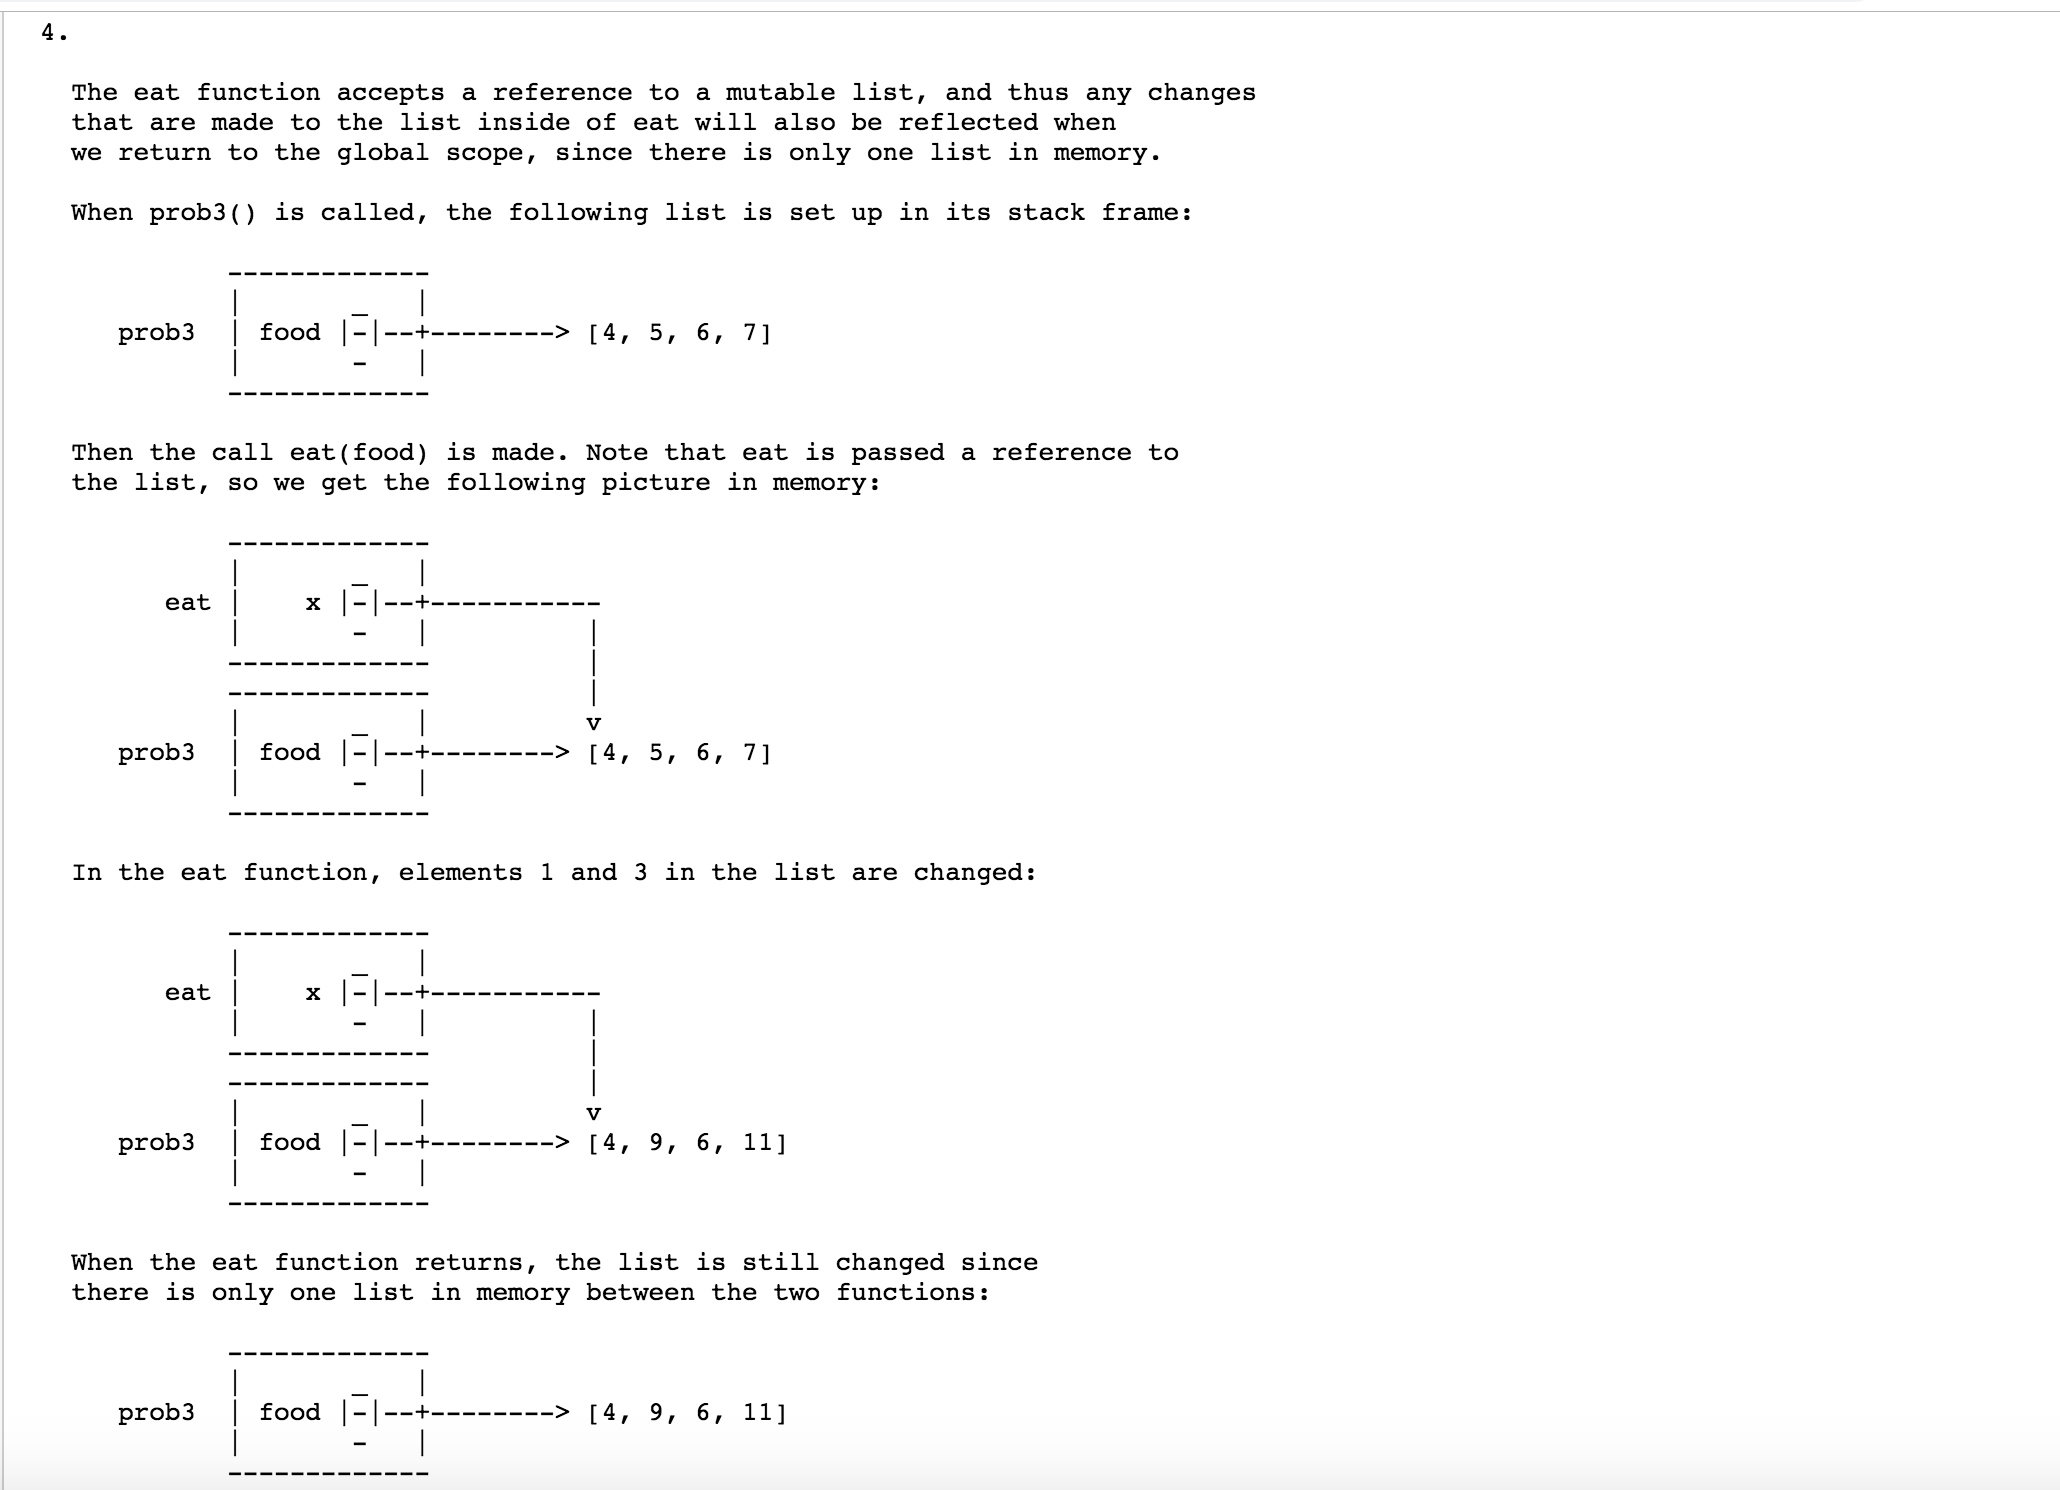 4.
The eat function accepts a reference to a mutable list, and thus any changes
that are made to the list inside of eat will also be reflected when
we return to the global scope, since there is only one list in memory.
When prob3() is called, the following list is set up in its stack frame:
-------------
|           |
|       _   |
prob3  | food |-|--+--------> [4, 5, 6, 7]
|       -   |
-------------
Then the call eat(food) is made. Note that eat is passed a reference to
the list, so we get the following picture in memory:
-------------
|       _   |
eat |    x |-|--+-----------
|       -   |          |
-------------          |
-------------          |
|       _   |          v
prob3  | food |-|--+--------> [4, 5, 6, 7]
|       -   |
-------------
In the eat function, elements 1 and 3 in the list are changed:
-------------
|       _   |
eat |    x |-|--+-----------
|       -   |          |
-------------          |
-------------          |
|       _   |          v
prob3  | food |-|--+--------> [4, 9, 6, 11]
|       -   |
-------------
When the eat function returns, the list is still changed since
there is only one list in memory between the two functions:
-------------
|       _   |
prob3  | food |-|--+--------> [4, 9, 6, 11]
|       -   |
-------------